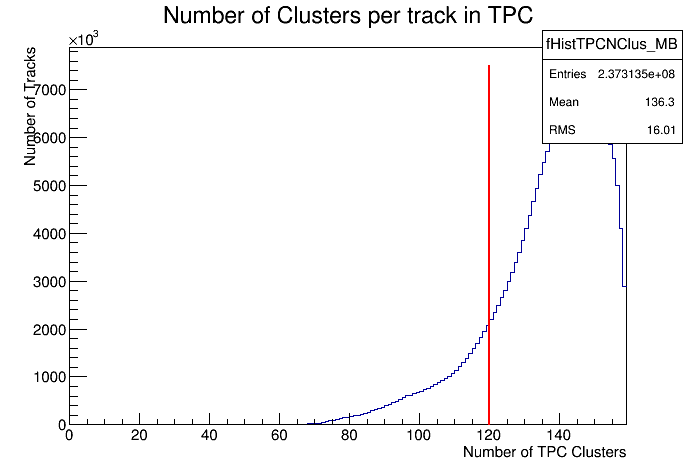 Number of Clusters per track in TPC
×10³
fHistTPCNClus_MB
Entries 2.373135e+08
Mean 136.3
RMS 16.01
Number of Tracks
7000
6000
5000
4000
3000
2000
1000
0
0 20 40 60 80 100 120 140
Number of TPC Clusters